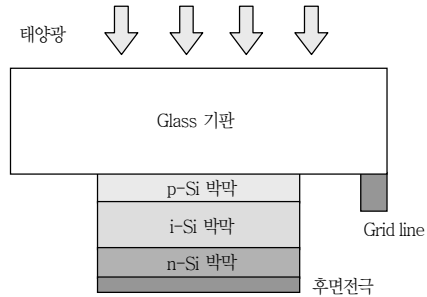 태양광
Glass 기판
p-Si 박막
i-Si 박막
Grid line
n-Si 박막
후면전극